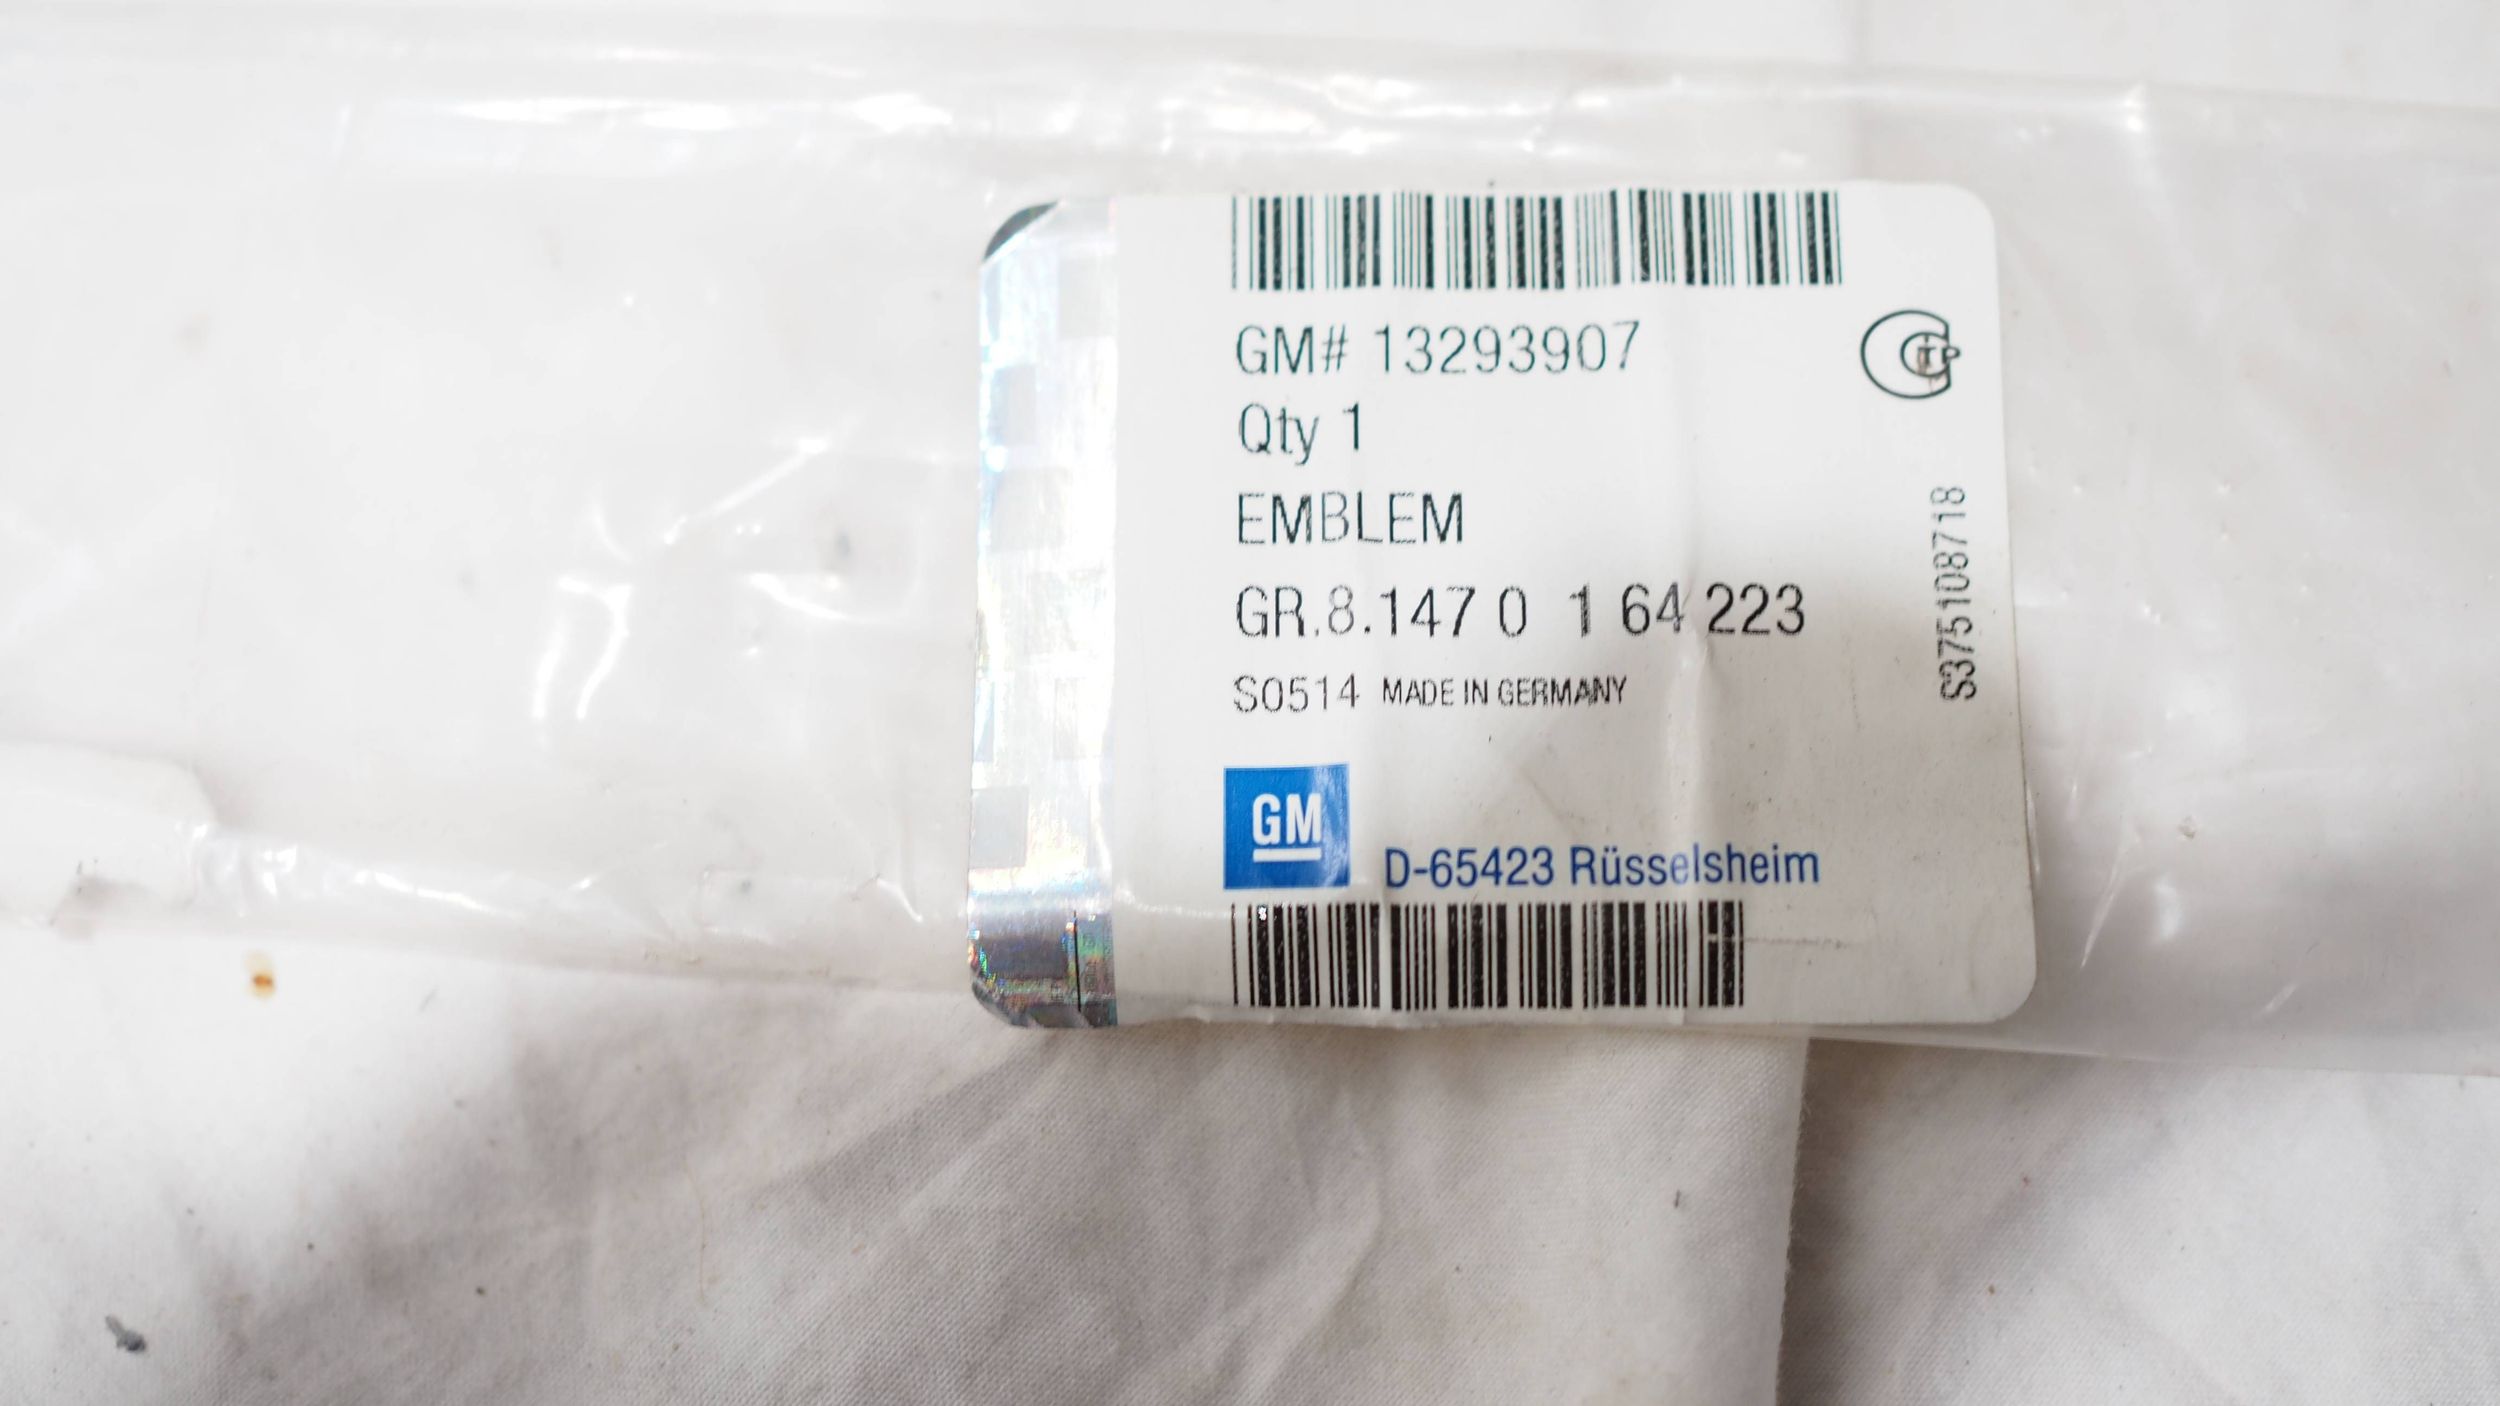 GM# 13293907
Qty 1
EMBLEM
GR.8.147 0 1 64 223
S0514 MADE IN GERMANY
S375108718
GM
D-65423 Rüsselsheim